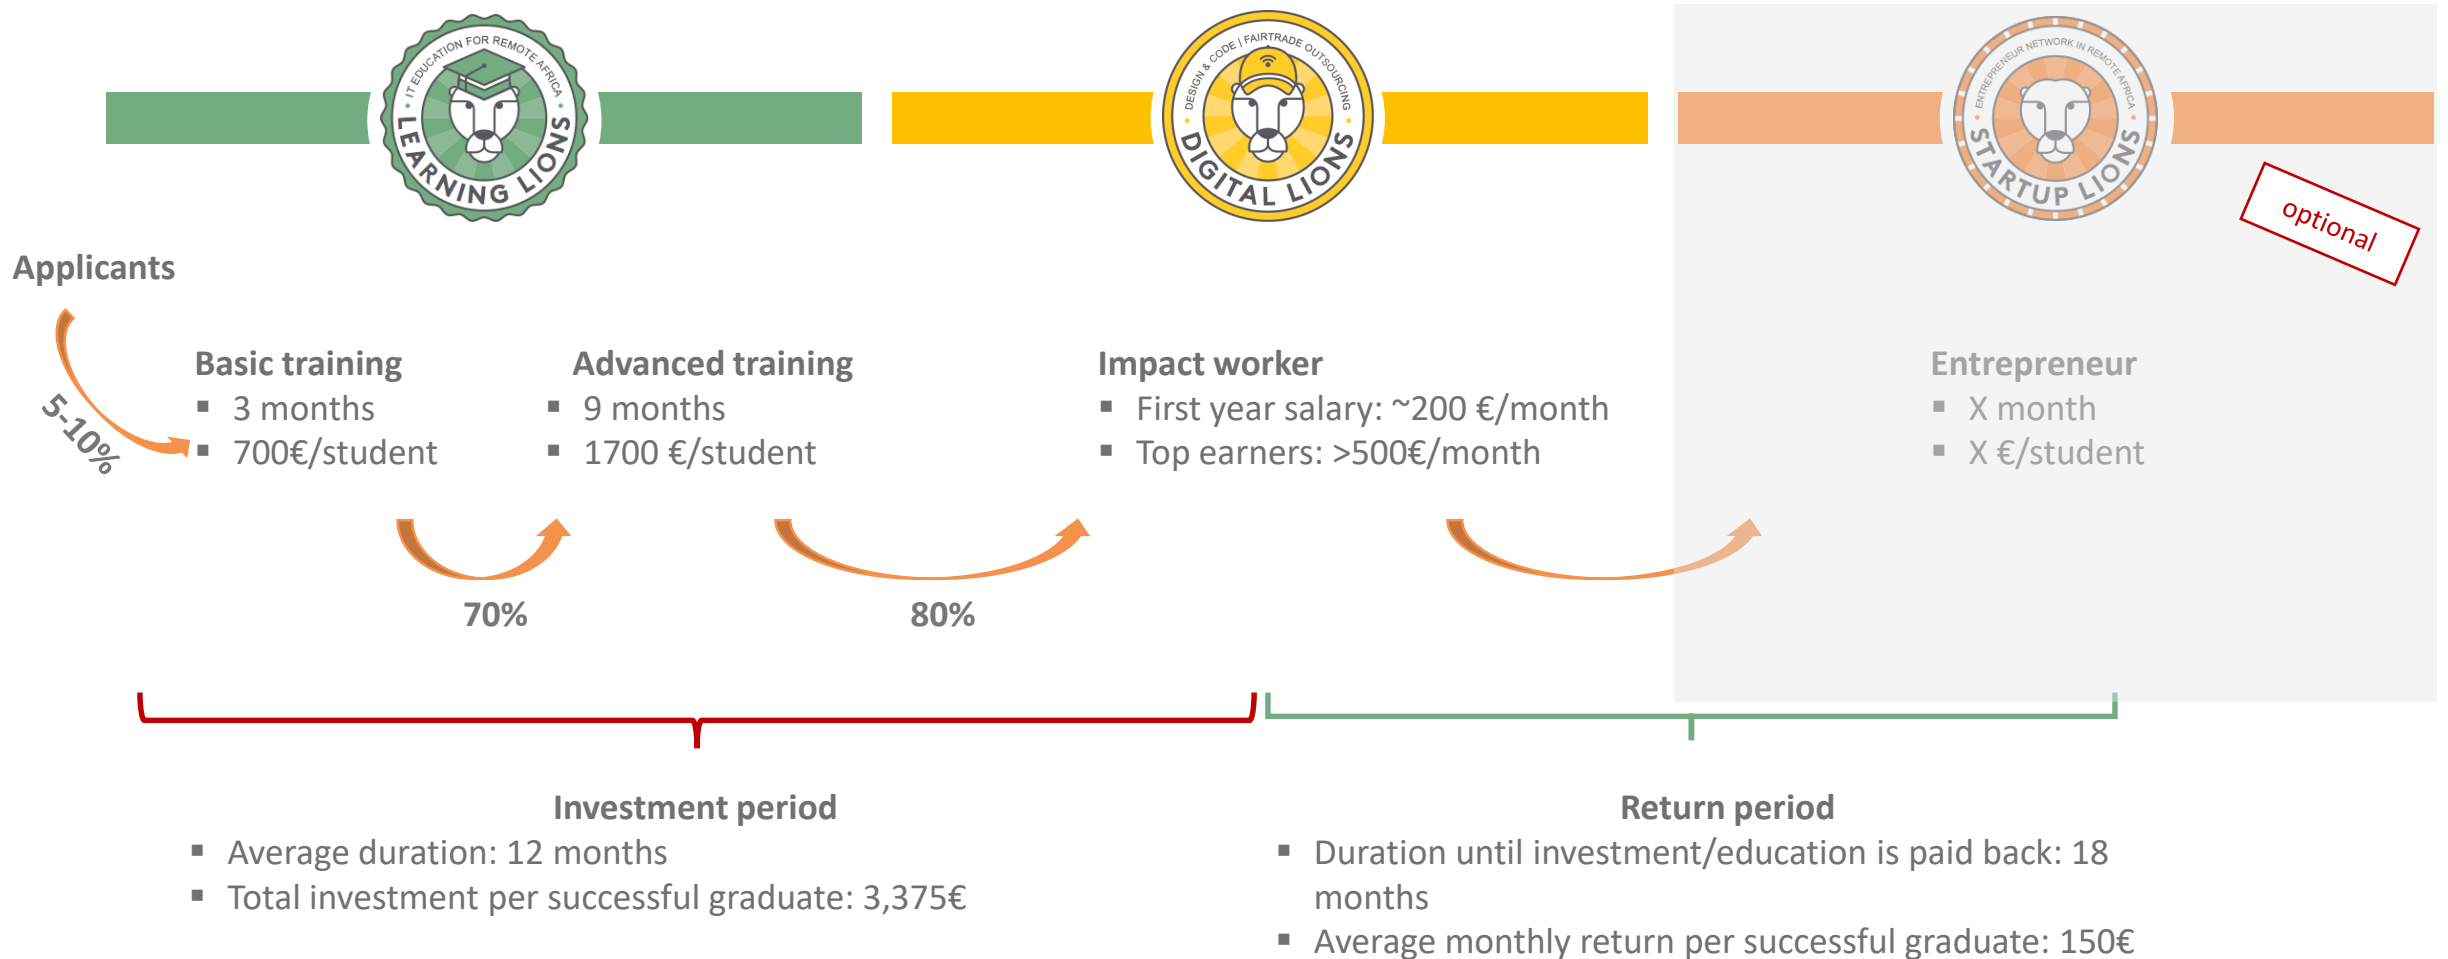 IT EDUCATION FOR REMOTE AFRICA
LEARNING LIONS
DESIGN & CODE | FAIRTRADE OUTSOURCING
DIGITAL LIONS
ENTREPRENEUR NETWORK IN REMOTE AFRICA
STARTUP LIONS
optional
Applicants
5-10%
Basic training
▪ 3 months
▪ 700€/student
Advanced training
▪ 9 months
▪ 1700 €/student
Impact worker
▪ First year salary: ~200 €/month
▪ Top earners: >500€/month
Entrepreneur
▪ X month
▪ X €/student
70%
80%
Investment period
▪ Average duration: 12 months
▪ Total investment per successful graduate: 3,375€
Return period
▪ Duration until investment/education is paid back: 18
months
▪ Average monthly return per successful graduate: 150€